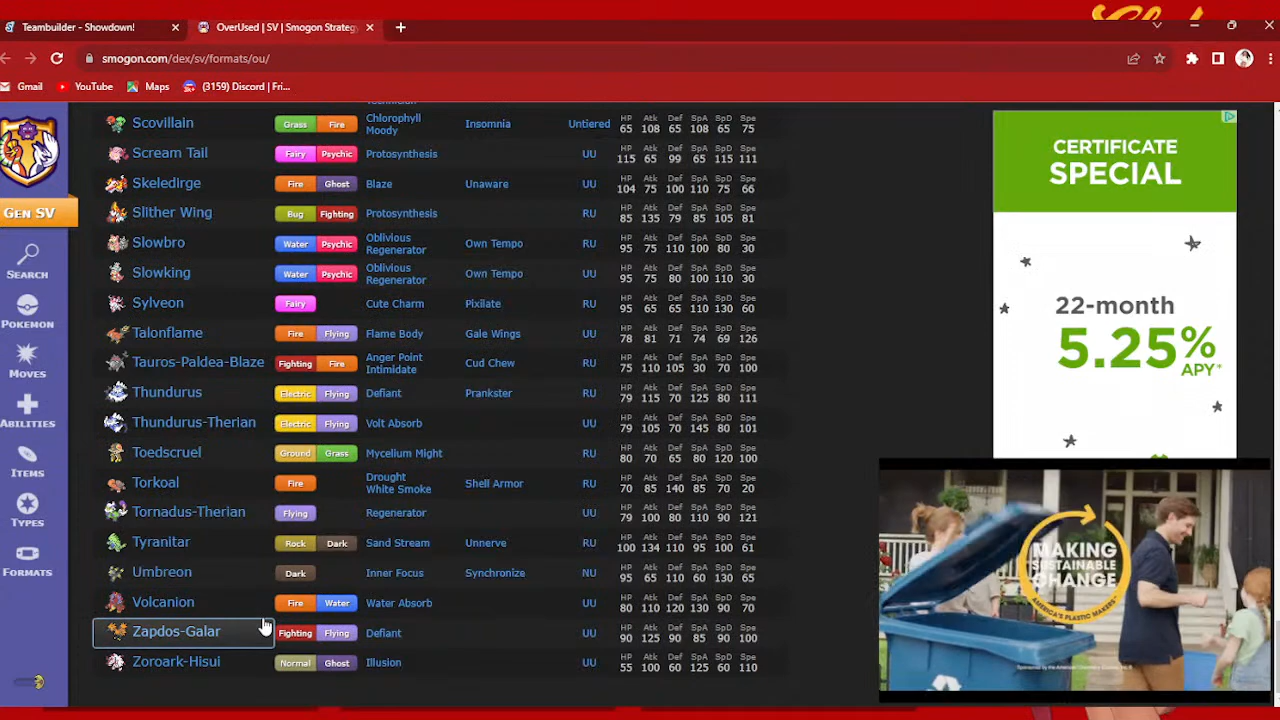 Teambuilder - Showdown!
OverUsed | SV | Smogon Strategy
smogon.com/dex/sv/formats/ou/
Gmail YouTube Maps (3159) Discord | Fri...
GEN SV
SEARCH
POKEMON
MOVES
ABILITIES
ITEMS
TYPES
FORMATS
Technician
Scovillain Grass Fire Chlorophyll Moody Insomnia Untiered HP 65 Atk 108 Def 65 SpA 108 SpD 65 Spe 75
Scream Tail Fairy Psychic Protosynthesis UU HP 115 Atk 65 Def 99 SpA 65 SpD 115 Spe 111
Skeledirge Fire Ghost Blaze Unaware UU HP 104 Atk 75 Def 100 SpA 110 SpD 75 Spe 66
Slither Wing Bug Fighting Protosynthesis RU HP 85 Atk 135 Def 79 SpA 85 SpD 105 Spe 81
Slowbro Water Psychic Oblivious Regenerator Own Tempo RU HP 95 Atk 75 Def 110 SpA 100 SpD 80 Spe 30
Slowking Water Psychic Oblivious Regenerator Own Tempo UU HP 95 Atk 75 Def 80 SpA 100 SpD 110 Spe 30
Sylveon Fairy Cute Charm Pixilate RU HP 95 Atk 65 Def 65 SpA 110 SpD 130 Spe 60
Talonflame Fire Flying Flame Body Gale Wings RU HP 78 Atk 81 Def 71 SpA 74 SpD 69 Spe 126
Tauros-Paldea-Blaze Fighting Fire Anger Point Intimidate Cud Chew RU HP 75 Atk 110 Def 105 SpA 30 SpD 70 Spe 100
Thundurus Electric Flying Defiant Prankster RU HP 79 Atk 115 Def 70 SpA 125 SpD 80 Spe 111
Thundurus-Therian Electric Flying Volt Absorb UU HP 79 Atk 105 Def 70 SpA 145 SpD 80 Spe 101
Toedscruel Ground Grass Mycelium Might RU HP 80 Atk 70 Def 65 SpA 80 SpD 120 Spe 100
Torkoal Fire Drought White Smoke Shell Armor RU HP 70 Atk 85 Def 140 SpA 85 SpD 70 Spe 20
Tornadus-Therian Flying Regenerator RU HP 79 Atk 100 Def 80 SpA 110 SpD 90 Spe 121
Tyranitar Rock Dark Sand Stream Unnerve RU HP 100 Atk 134 Def 110 SpA 95 SpD 100 Spe 61
Umbreon Dark Inner Focus Synchronize NU HP 95 Atk 65 Def 110 SpA 60 SpD 130 Spe 65
Volcanion Fire Water Water Absorb UU HP 80 Atk 110 Def 120 SpA 130 SpD 90 Spe 70
Zapdos-Galar Fighting Flying Defiant UU HP 90 Atk 125 Def 90 SpA 85 SpD 90 Spe 100
Zoroark-Hisui Normal Ghost Illusion UU HP 55 Atk 100 Def 60 SpA 125 SpD 60 Spe 110
CERTIFICATE
SPECIAL
22-month
5.25% APY*
MAKING
SUSTAINABLE
CHANGE
AMERICA'S PLASTIC MAKERS